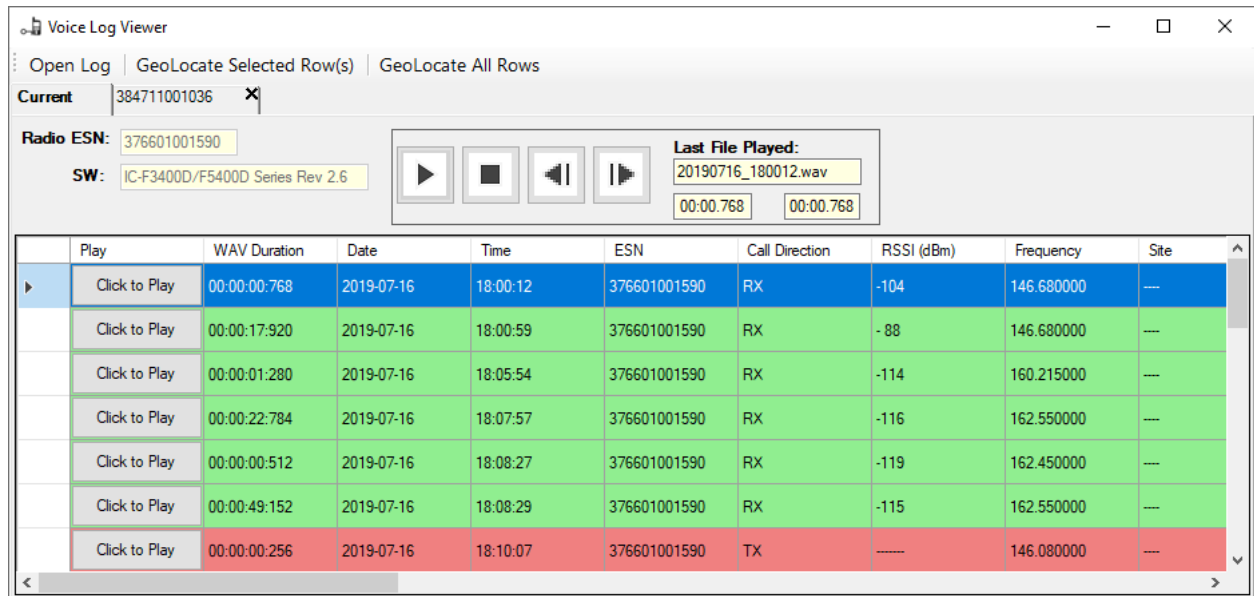 Voice Log Viewer
Open Log GeoLocate Selected Row(s) GeoLocate All Rows
Current 384711001036
Radio ESN: 376601001590
SW: IC-F3400D/F5400D Series Rev 2.6
Last File Played:
20190716_180012.wav
00:00.768 00:00.768
Play WAV Duration Date Time ESN Call Direction RSSI (dBm) Frequency Site
Click to Play 00:00:00:768 2019-07-16 18:00:12 376601001590 RX -104 146.680000 ----
Click to Play 00:00:17:920 2019-07-16 18:00:59 376601001590 RX - 88 146.680000 ----
Click to Play 00:00:01:280 2019-07-16 18:05:54 376601001590 RX -114 160.215000 ----
Click to Play 00:00:22:784 2019-07-16 18:07:57 376601001590 RX -116 162.550000 ----
Click to Play 00:00:00:512 2019-07-16 18:08:27 376601001590 RX -119 162.450000 ----
Click to Play 00:00:49:152 2019-07-16 18:08:29 376601001590 RX -115 162.550000 ----
Click to Play 00:00:00:256 2019-07-16 18:10:07 376601001590 TX ------- 146.080000 ----